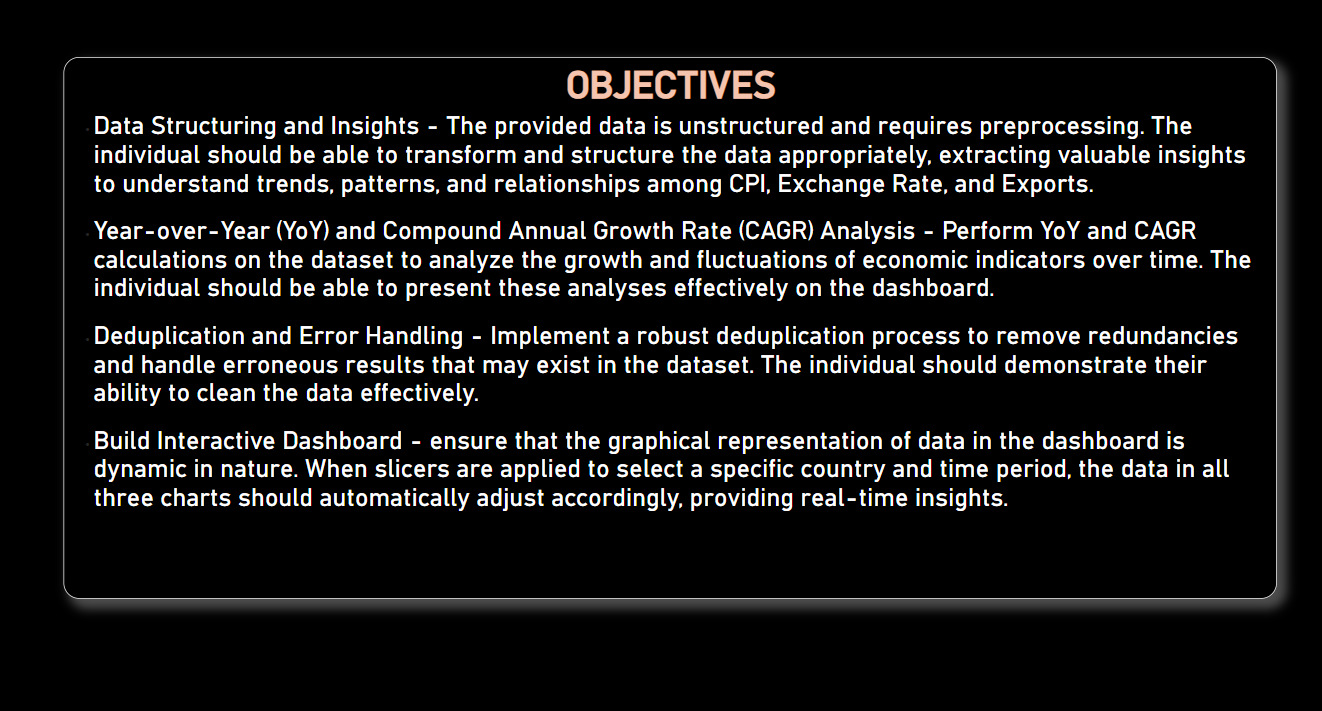 OBJECTIVES
Data Structuring and Insights - The provided data is unstructured and requires preprocessing. The
individual should be able to transform and structure the data appropriately, extracting valuable insights
to understand trends, patterns, and relationships among CPI, Exchange Rate, and Exports.
Year-over-Year (YoY) and Compound Annual Growth Rate (CAGR) Analysis - Perform YoY and CAGR
calculations on the dataset to analyze the growth and fluctuations of economic indicators over time. The
individual should be able to present these analyses effectively on the dashboard.
Deduplication and Error Handling - Implement a robust deduplication process to remove redundancies
and handle erroneous results that may exist in the dataset. The individual should demonstrate their
ability to clean the data effectively.
Build Interactive Dashboard - ensure that the graphical representation of data in the dashboard is
dynamic in nature. When slicers are applied to select a specific country and time period, the data in all
three charts should automatically adjust accordingly, providing real-time insights.